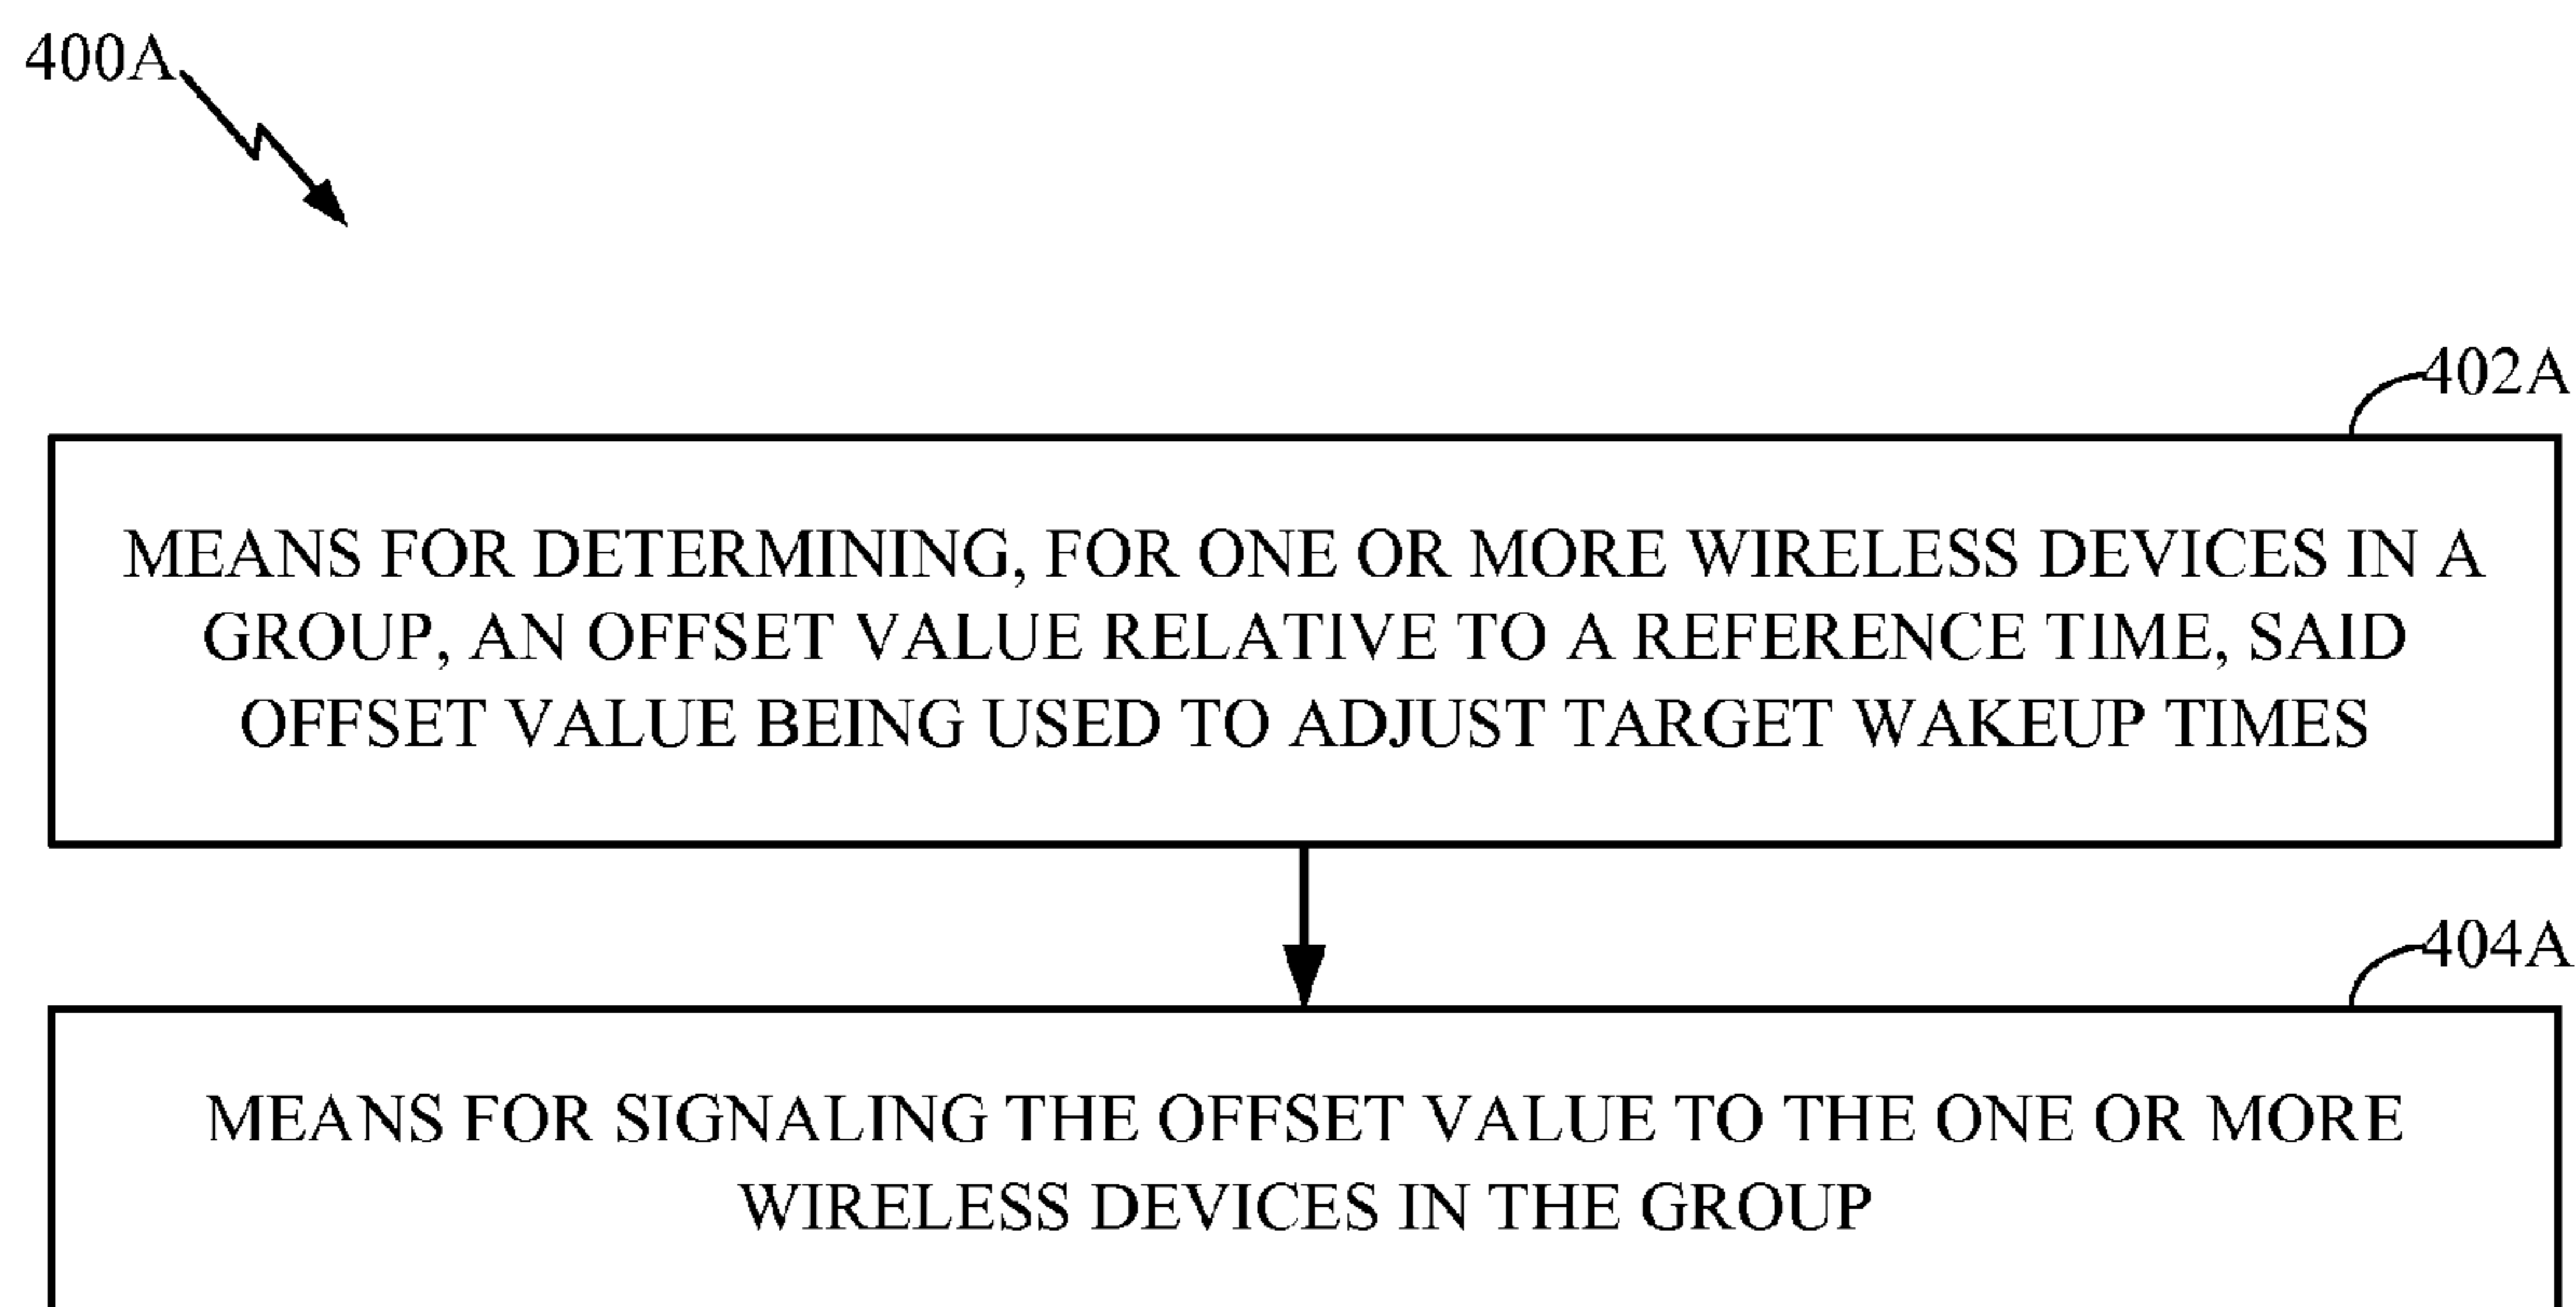 400A
402A
MEANS FOR DETERMINING, FOR ONE OR MORE WIRELESS DEVICES IN A
GROUP, AN OFFSET VALUE RELATIVE TO A REFERENCE TIME, SAID
OFFSET VALUE BEING USED TO ADJUST TARGET WAKEUP TIMES
404A
MEANS FOR SIGNALING THE OFFSET VALUE TO THE ONE OR MORE
WIRELESS DEVICES IN THE GROUP